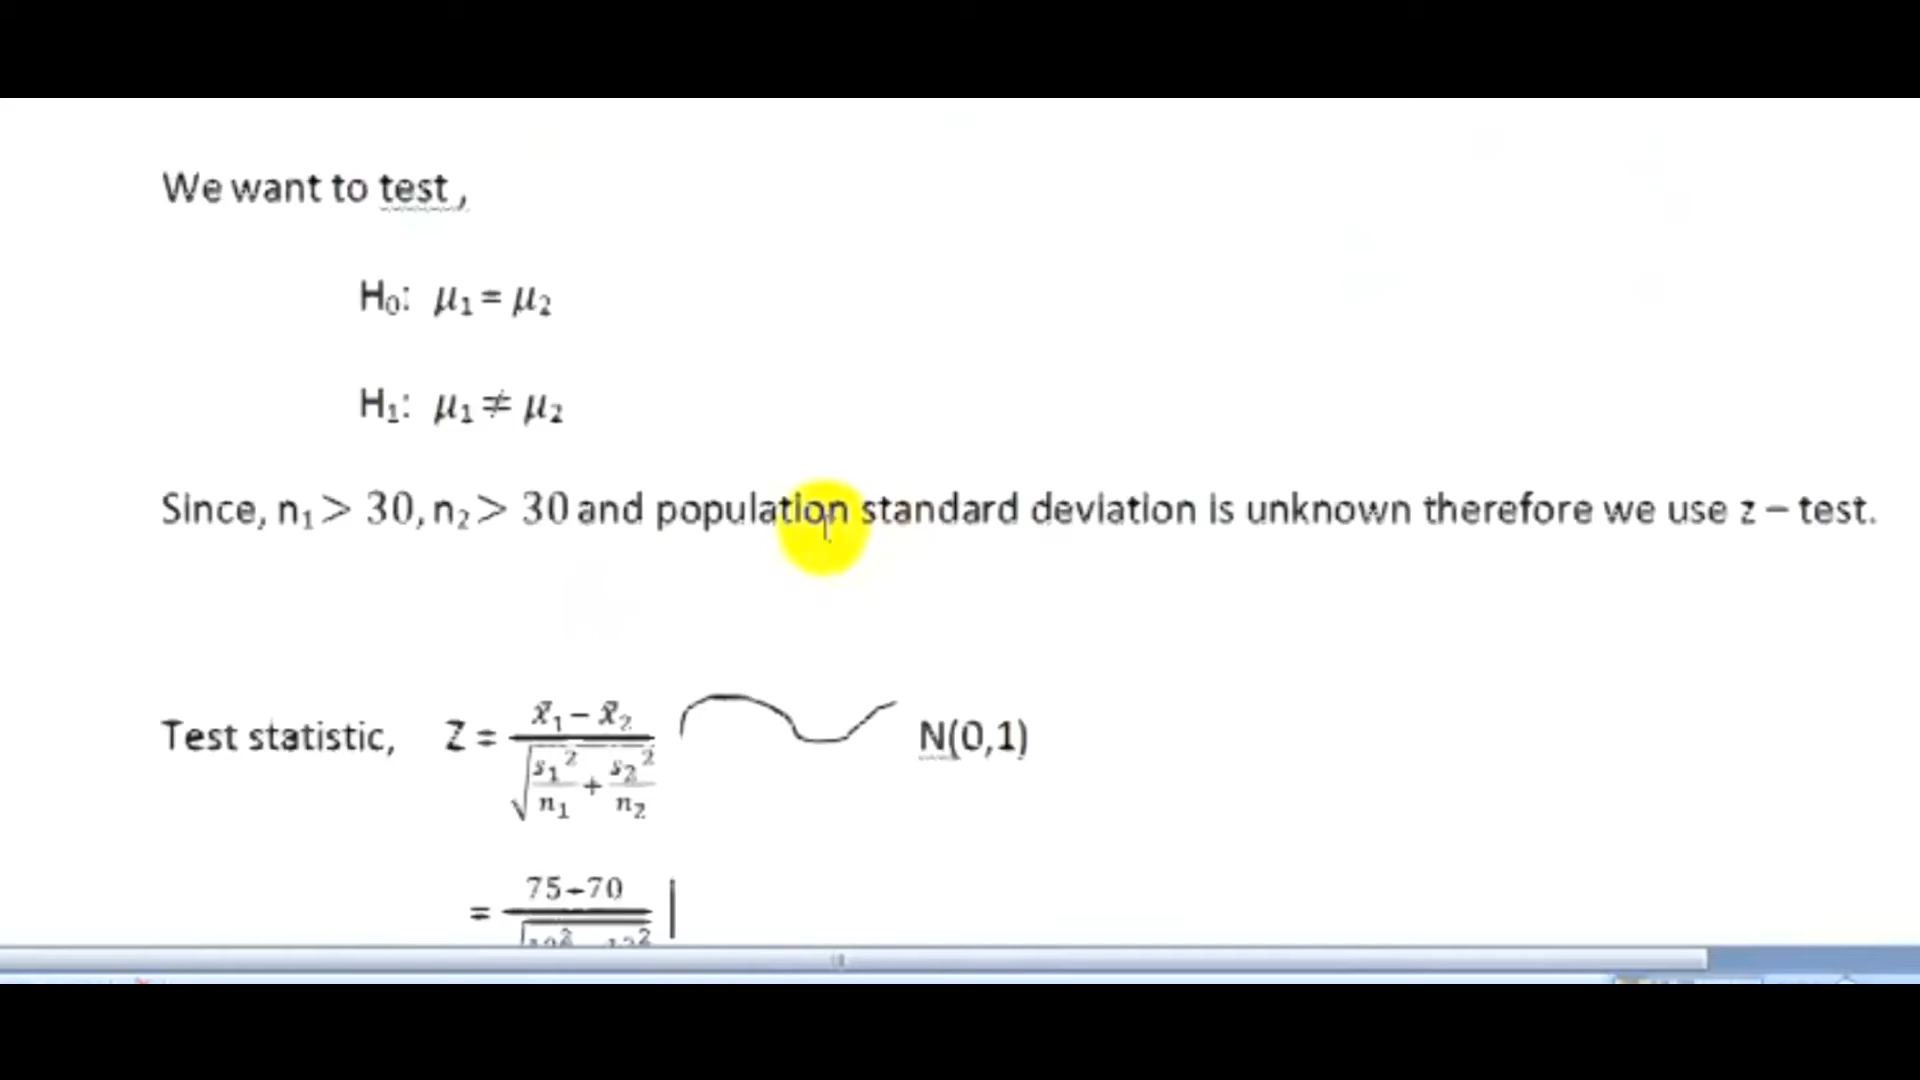 We want to test ,
H₀: μ₁ = μ₂
H₁: μ₁ ≠ μ₂
Since, n₁ > 30, n₂ > 30 and population standard deviation is unknown therefore we use z – test.
Test statistic, Z = (x̄₁ − x̄₂) / √(s₁²/n₁ + s₂²/n₂) N(0,1)
= 75−70